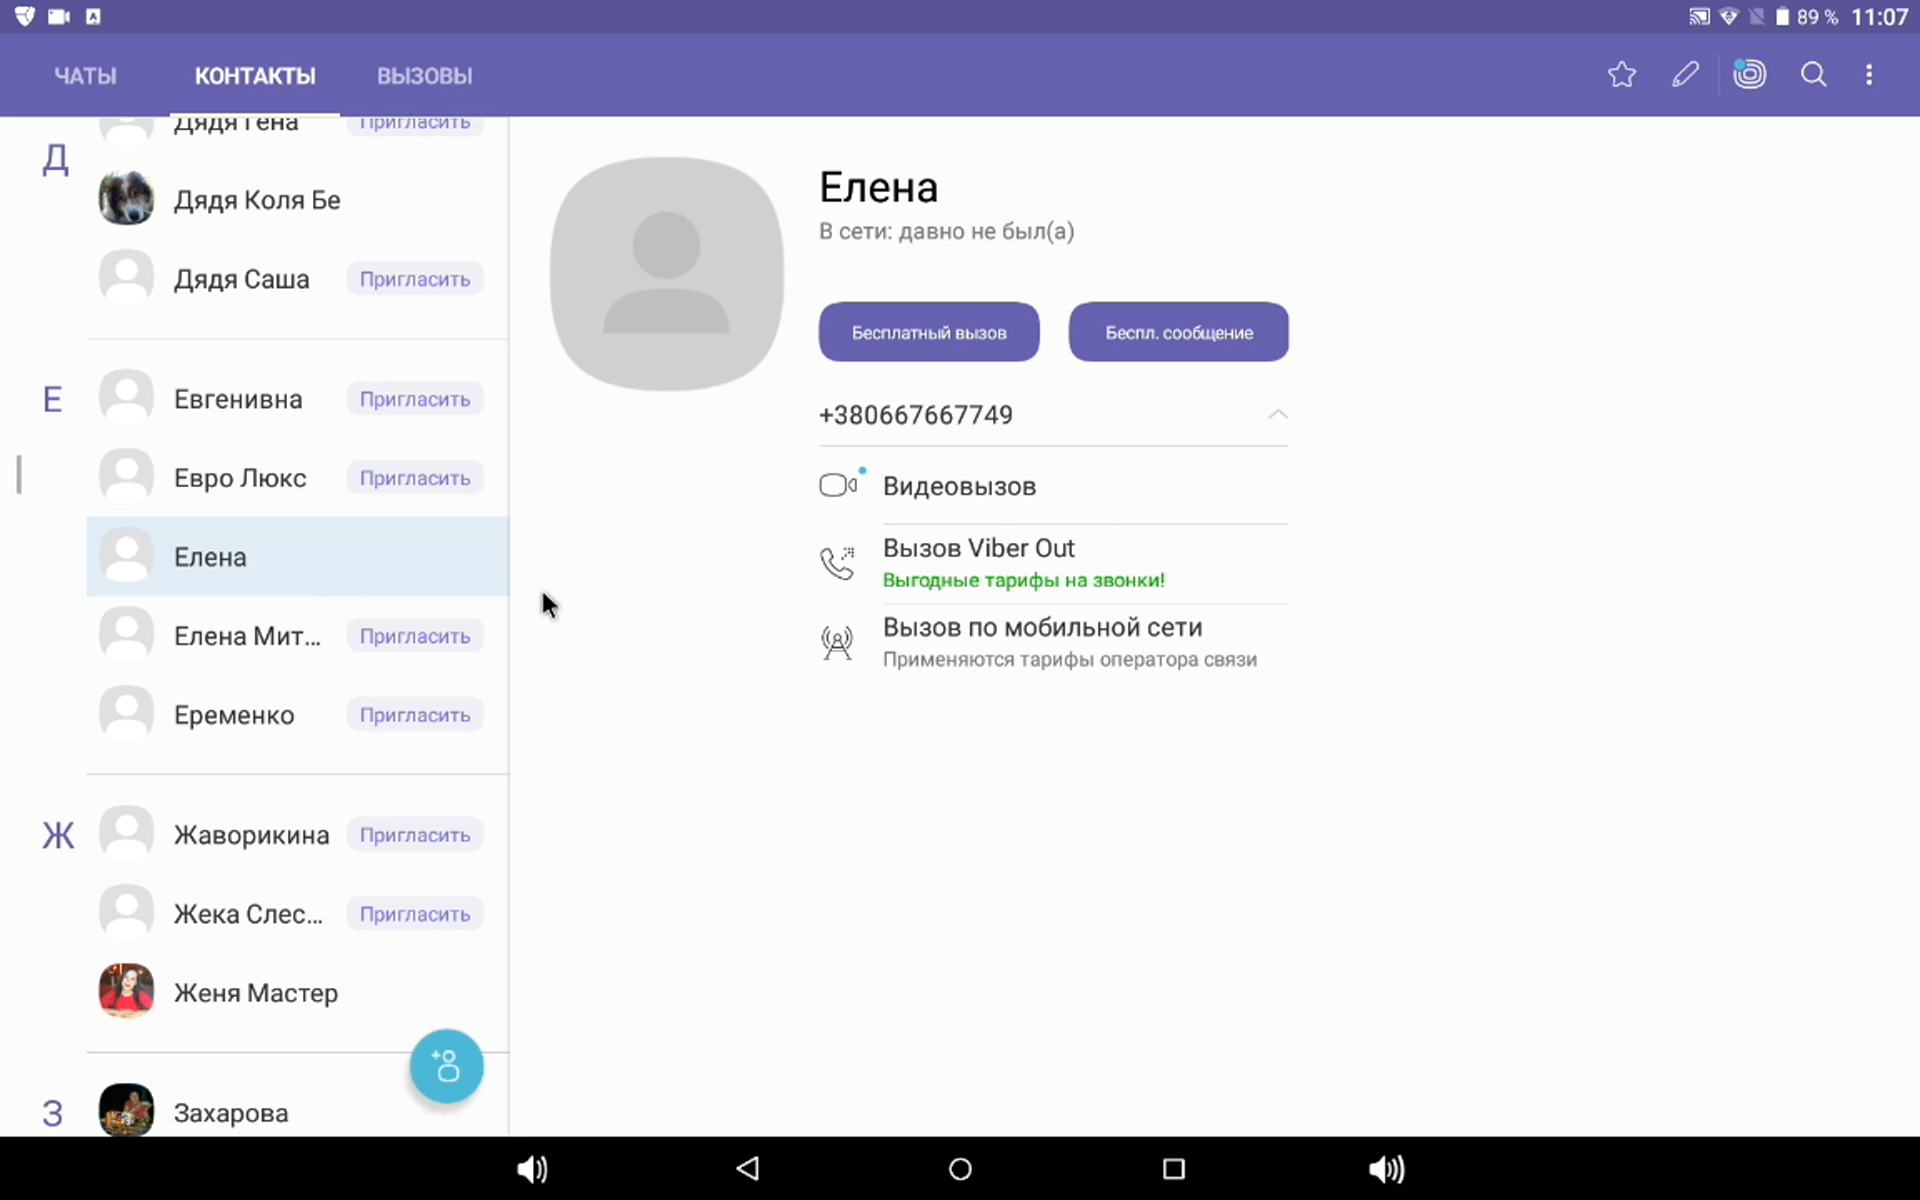 89 % 11:07
ЧАТЫ КОНТАКТЫ ВЫЗОВЫ
Дядя Гена Пригласить
Д
Дядя Коля Бе
Дядя Саша Пригласить
Е
Евгенивна Пригласить
Евро Люкс Пригласить
Елена
Елена Мит... Пригласить
Еременко Пригласить
Ж
Жаворикина Пригласить
Жека Слес... Пригласить
Женя Мастер
З
Захарова
Елена
В сети: давно не был(а)
Бесплатный вызов Беспл. сообщение
+380667667749
Видеовызов
Вызов Viber Out
Выгодные тарифы на звонки!
Вызов по мобильной сети
Применяются тарифы оператора связи